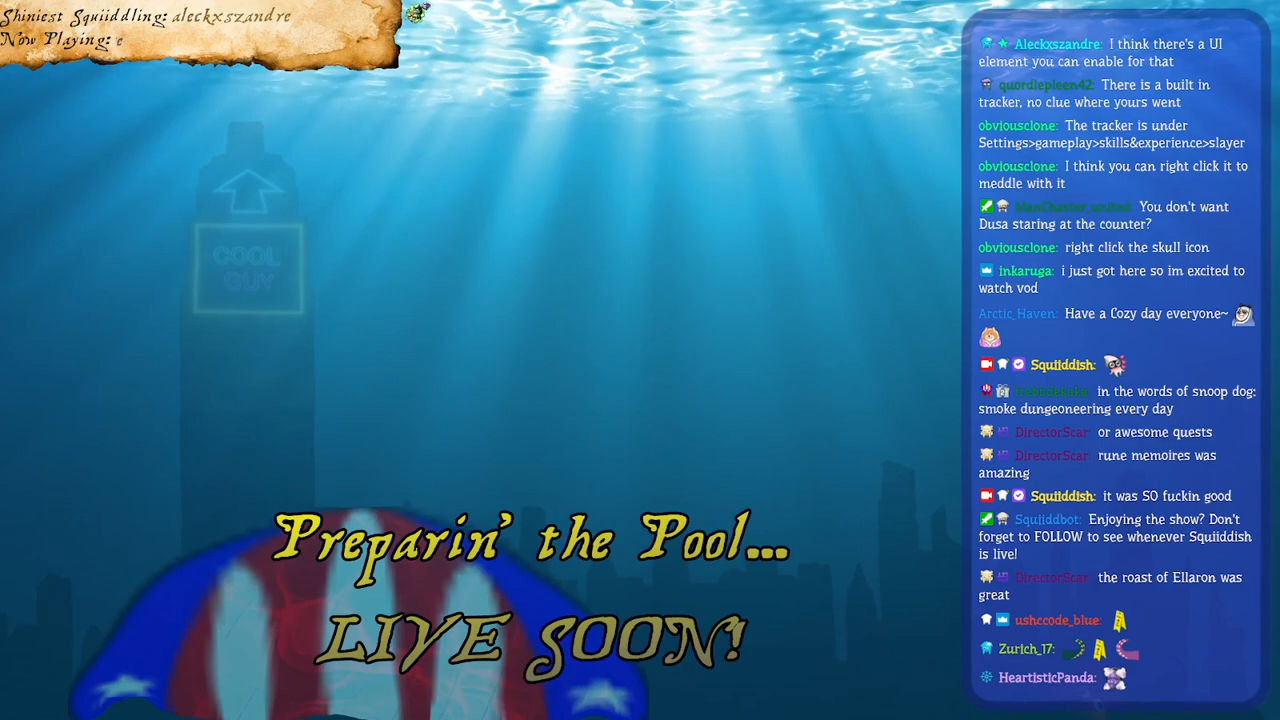 Shiniest Squiiddling: aleckxszandre
Now Playing: e
COOL
GUY
Preparin' the Pool...
LIVE SOON!
Aleckxszandre: I think there's a UI
element you can enable for that
quordlepleen42: There is a built in
tracker, no clue where yours went
obviousclone: The tracker is under
Settings>gameplay>skills&experience>slayer
obviousclone: I think you can right click it to
meddle with it
You don't want
Dusa staring at the counter?
obviousclone: right click the skull icon
inkaruga: i just got here so im excited to
watch vod
Arctic_Haven: Have a Cozy day everyone~
Squiiddish:
in the words of snoop dog:
smoke dungeoneering every day
DirectorScar: or awesome quests
DirectorScar: rune memoires was
amazing
Squiiddish: it was SO fuckin good
Squiiddbot: Enjoying the show? Don't
forget to FOLLOW to see whenever Squiiddish
is live!
DirectorScar: the roast of Ellaron was
great
ushccode_blue:
Zurich_17:
HeartisticPanda: